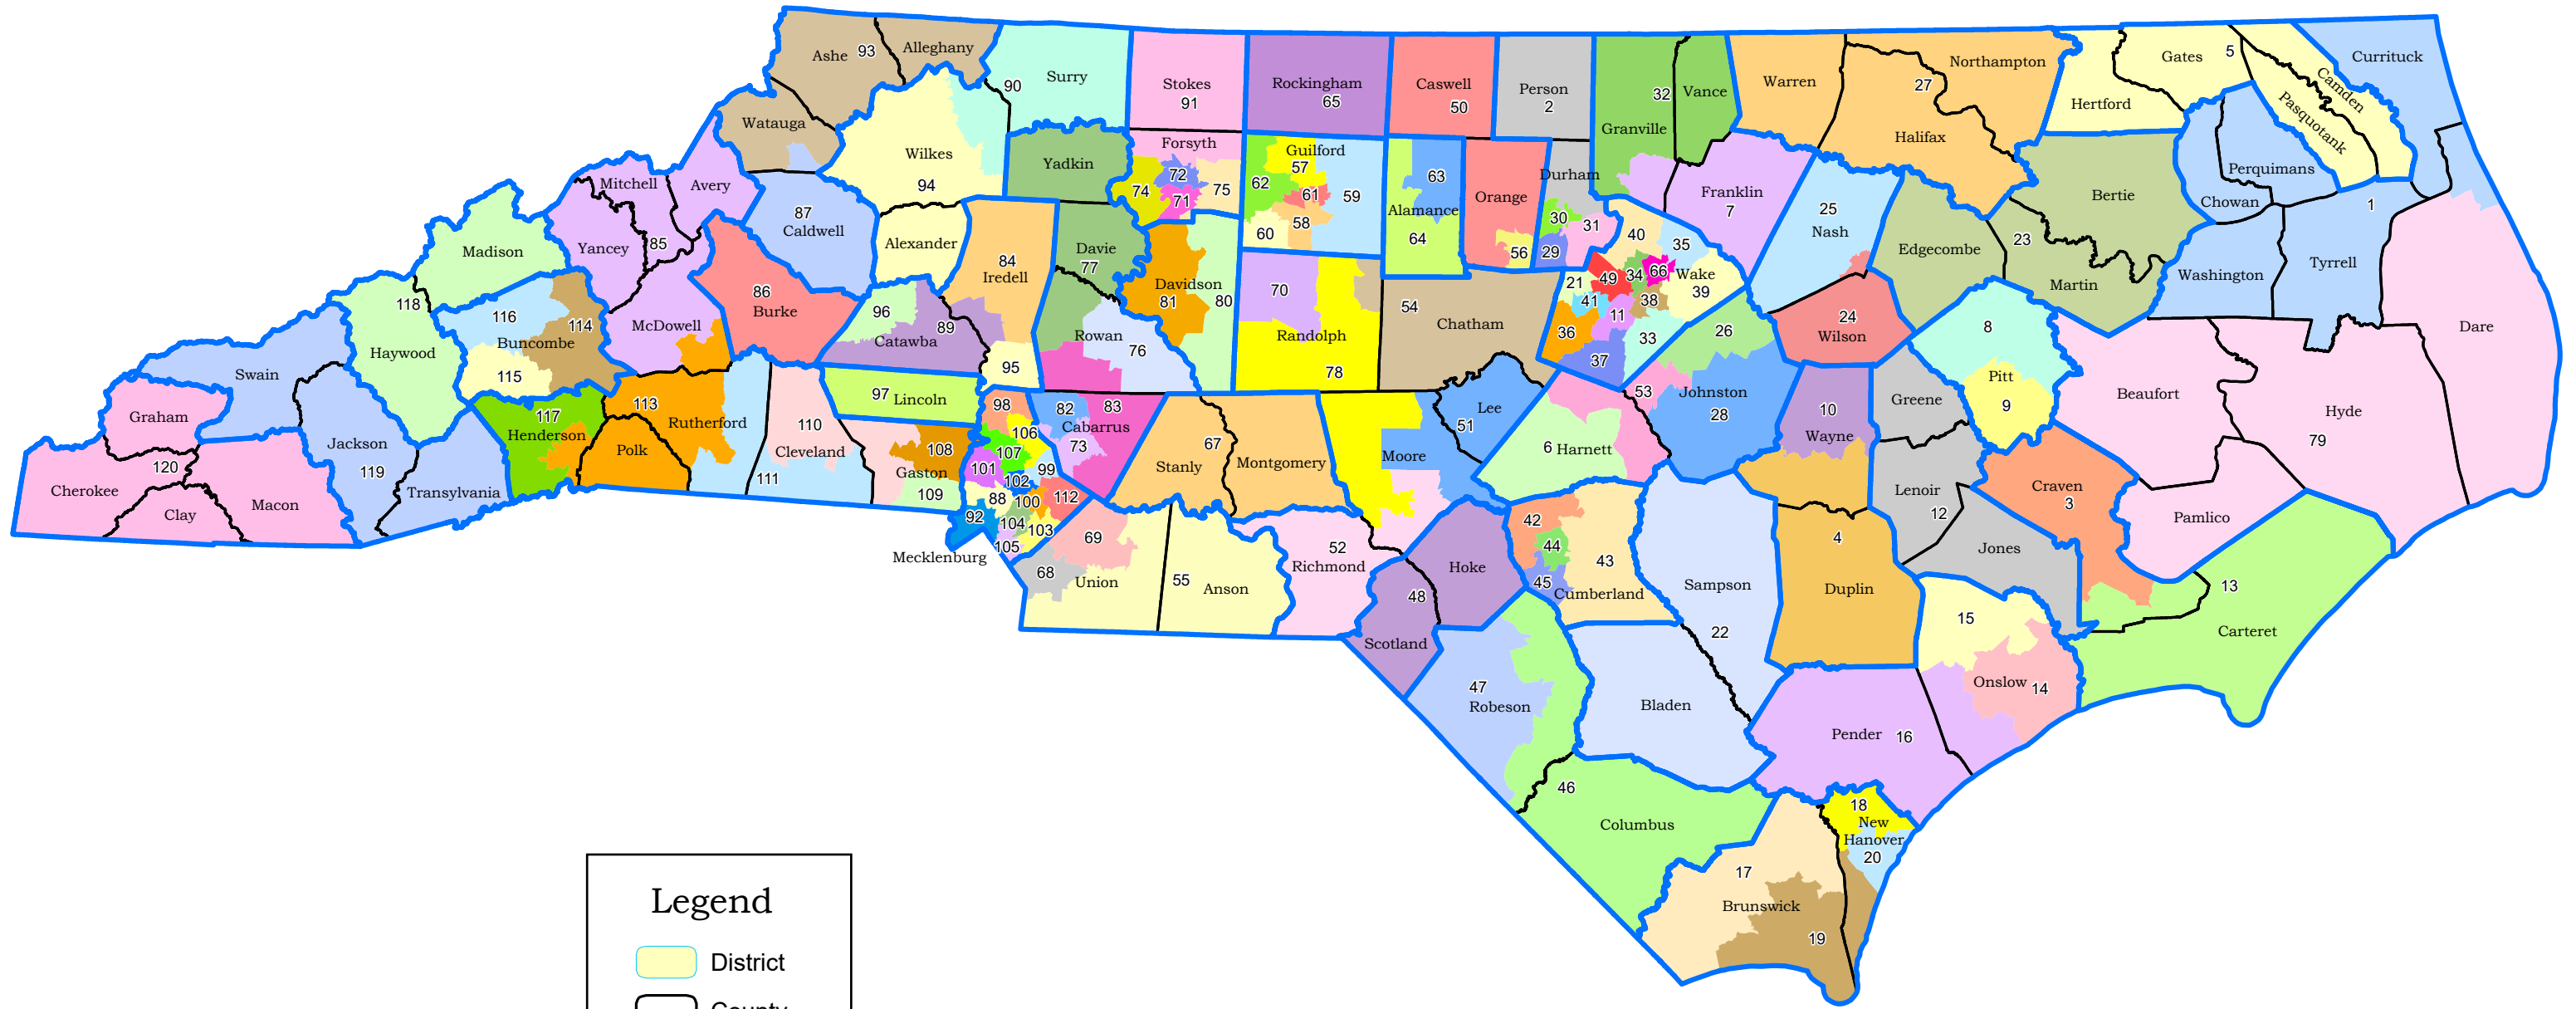 Ashe 93
Alleghany
90 Surry
Stokes
91
Rockingham
65
Caswell
50
Person
2
32
Granville
Vance
Warren
27
Northampton
Halifax
Gates 5
Hertford
Camden
Pasquotank
Currituck
Perquimans
Chowan
1
Watauga
Wilkes
94
Yadkin
Forsyth
74
72
71
75
Guilford
57
62
61
59
58
60
63
Alamance
64
Orange
56
Durham
30
31
29
Franklin
7
25
Nash
Edgecombe
23
Bertie
Martin
Washington
Tyrrell
Dare
Mitchell
Avery
Yancey
85
87
Caldwell
Alexander
84
Iredell
Davie
77
Davidson
81
80
70
Randolph
78
54
Chatham
40
35
21
49
34
66
Wake
39
41
38
11
36
33
37
26
24
Wilson
8
Pitt
9
Madison
118
116
114
Buncombe
115
McDowell
86
Burke
96
89
Catawba
95
Rowan
76
Haywood
Swain
Graham
Jackson
119
120
Cherokee
Clay
Macon
Transylvania
117
Henderson
113
Rutherford
Polk
110
Cleveland
111
97 Lincoln
108
Gaston
109
98
106
107
101
99
102
88
100
112
92
104
103
105
Mecklenburg
82
83
Cabarrus
73
67
Stanly
Montgomery
Moore
Lee
51
53
Johnston
28
6 Harnett
10
Wayne
Greene
Lenoir
12
Jones
Craven
3
Beaufort
Hyde
79
Pamlico
13
Carteret
69
68
Union
55
Anson
52
Richmond
Hoke
48
Scotland
42
44
43
45
Cumberland
Sampson
22
4
Duplin
15
Onslow 14
47
Robeson
Bladen
Pender 16
46
Columbus
18
New
Hanover
20
17
Brunswick
19
Legend
District